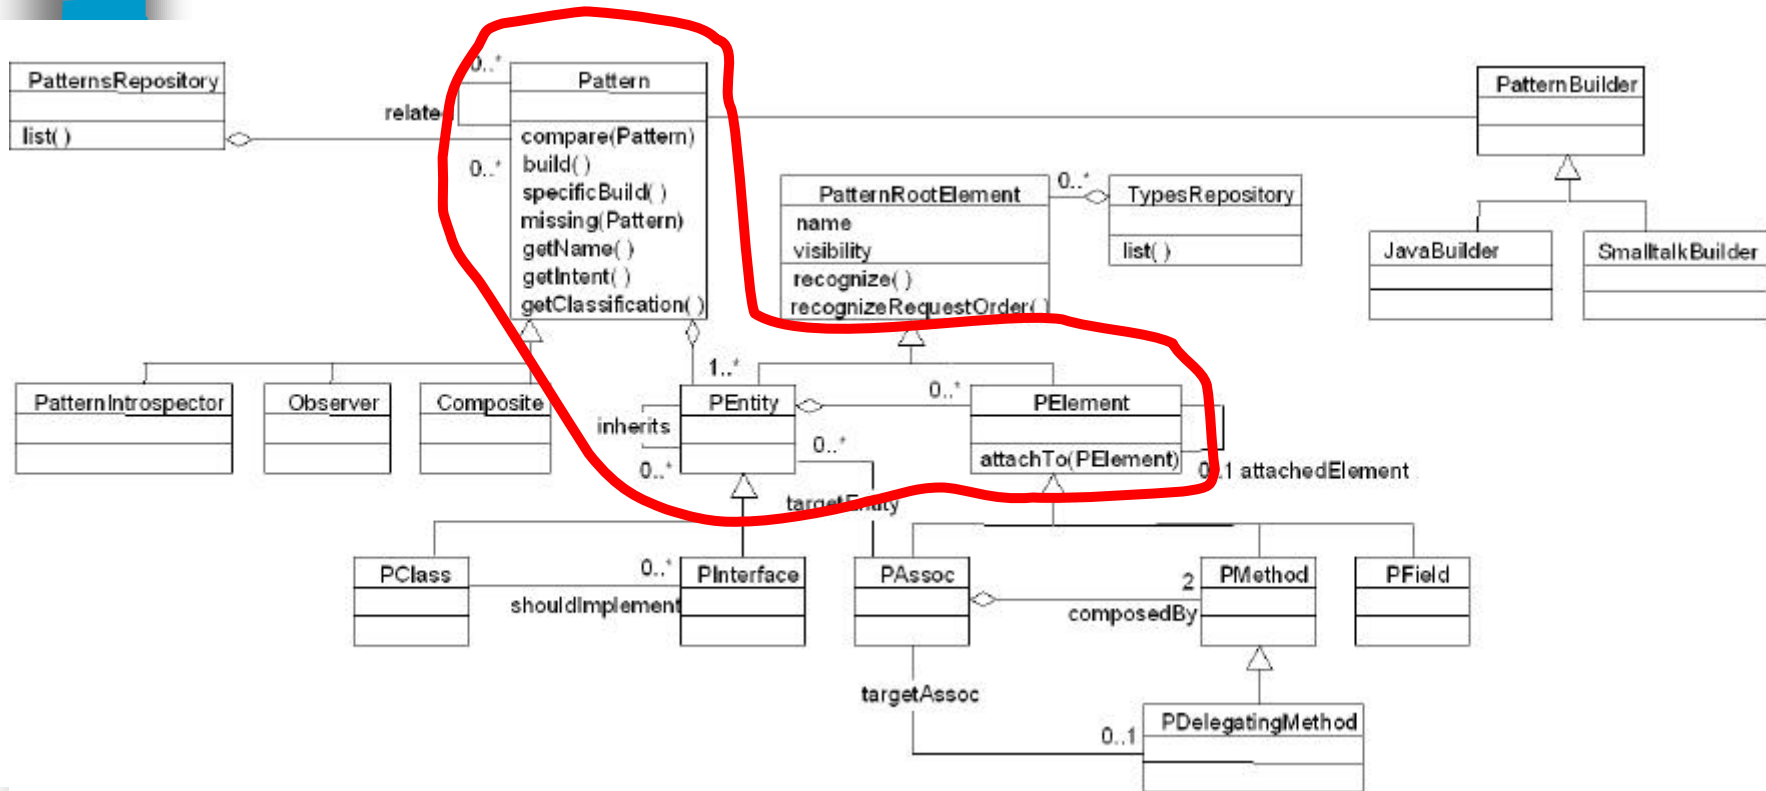 PatternsRepository
list( )
0..*
related
0..*
Pattern
compare(Pattern)
build( )
specificBuild( )
missing(Pattern)
getName( )
getIntent( )
getClassification( )
PatternBuilder
PatternRootElement
name
visibility
recognize( )
recognizeRequestOrder( )
0..*
TypesRepository
list( )
JavaBuilder
SmalltalkBuilder
PatternIntrospector
Observer
Composite
1..*
PEntity
inherits
0..*
0..*
0..*
PElement
attachTo(PElement)
0..1 attachedElement
targetEntity
PClass
0..*
shouldImplement
PInterface
PAssoc
2
composedBy
PMethod
PField
targetAssoc
0..1
PDelegatingMethod